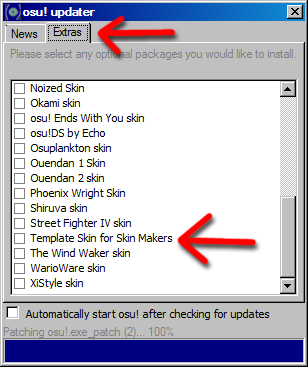 osu! updater
News
Extras
Please select any optional packages you would like to install.
Noized Skin
Okami skin
osu! Ends With You skin
osu!DS by Echo
Osuplankton skin
Ouendan 1 Skin
Ouendan 2 skin
Phoenix Wright Skin
Shiruva skin
Street Fighter IV skin
Template Skin for Skin Makers
The Wind Waker skin
WarioWare skin
XiStyle skin
Automatically start osu! after checking for updates
Patching osu!.exe_patch (2)... 100%